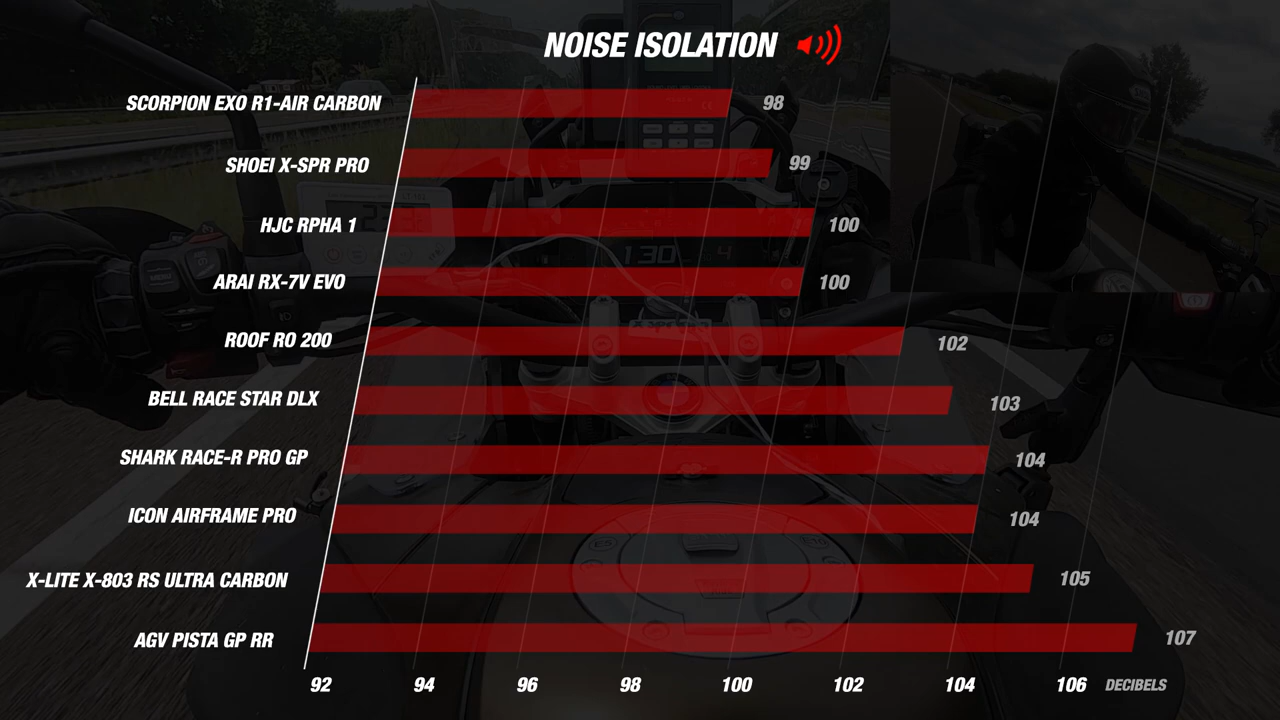 NOISE ISOLATION
SCORPION EXO R1-AIR CARBON 98
SHOEI X-SPR PRO 99
HJC RPHA 1 100
ARAI RX-7V EVO 100
ROOF RO 200 102
BELL RACE STAR DLX 103
SHARK RACE-R PRO GP 104
ICON AIRFRAME PRO 104
X-LITE X-803 RS ULTRA CARBON 105
AGV PISTA GP RR 107
92 94 96 98 100 102 104 106 DECIBELS
130 4
MENU